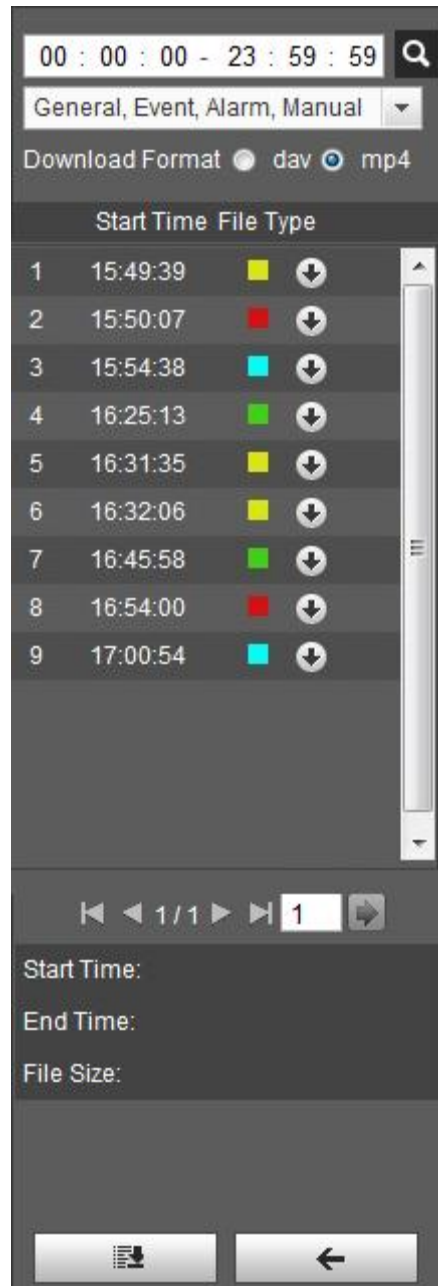 00 : 00 : 00 - 23 : 59 : 59
General, Event, Alarm, Manual
Download Format dav mp4
Start Time File Type
1 15:49:39
2 15:50:07
3 15:54:38
4 16:25:13
5 16:31:35
6 16:32:06
7 16:45:58
8 16:54:00
9 17:00:54
1 / 1 1
Start Time:
End Time:
File Size: